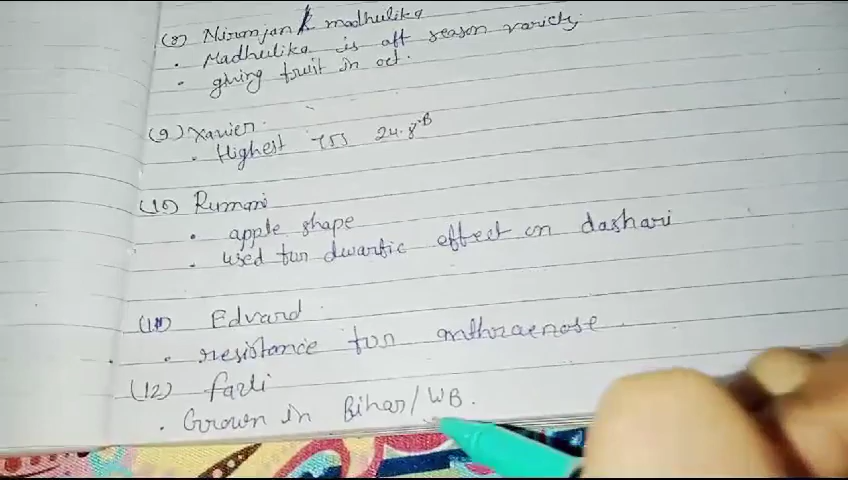 (8) Niranjan / madhulika
• Madhulika is off season variety.
• giving fruit in oct.
(9) Xavier.
• Highest TSS 24.8°B
(10) Rumani
• apple shape
• used for dwarfic effect on dashari
(11) Edvard
• resistance for anthracnose
(12) fazli
• Grown in Bihar/WB.